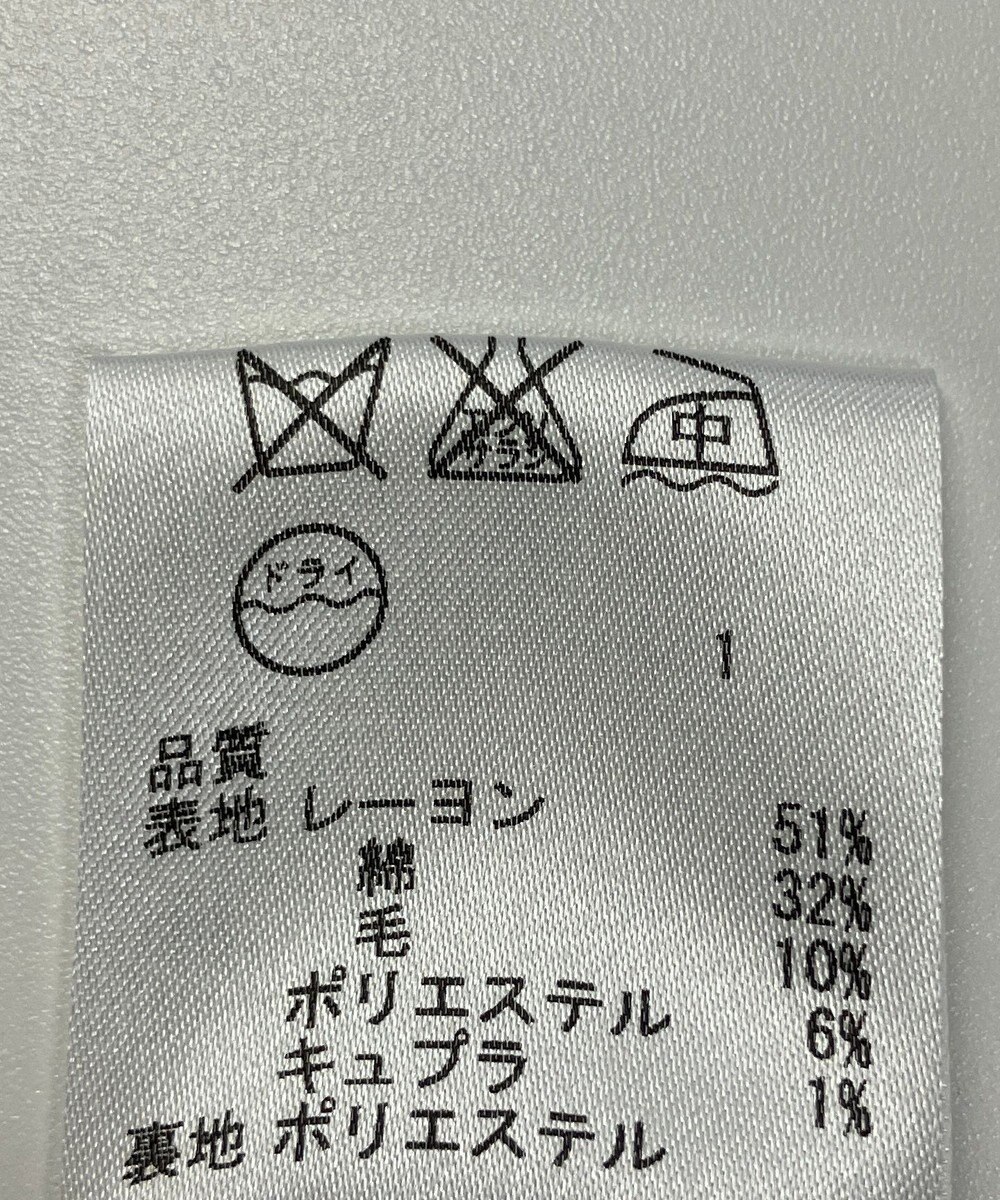 中
ドライ
1
品質
表地 レーヨン 51%
綿 32%
毛 10%
ポリエステル 6%
キュプラ 1%
裏地 ポリエステル